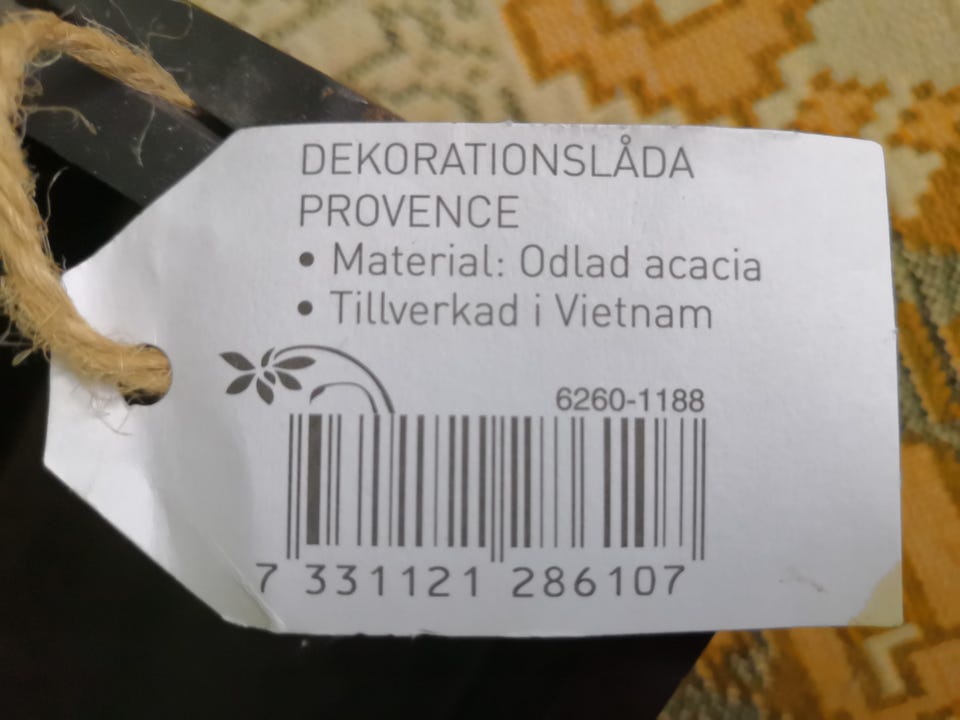 DEKORATIONSLÅDA
PROVENCE
• Material: Odlad acacia
• Tillverkad i Vietnam
6260-1188
7 331121 286107